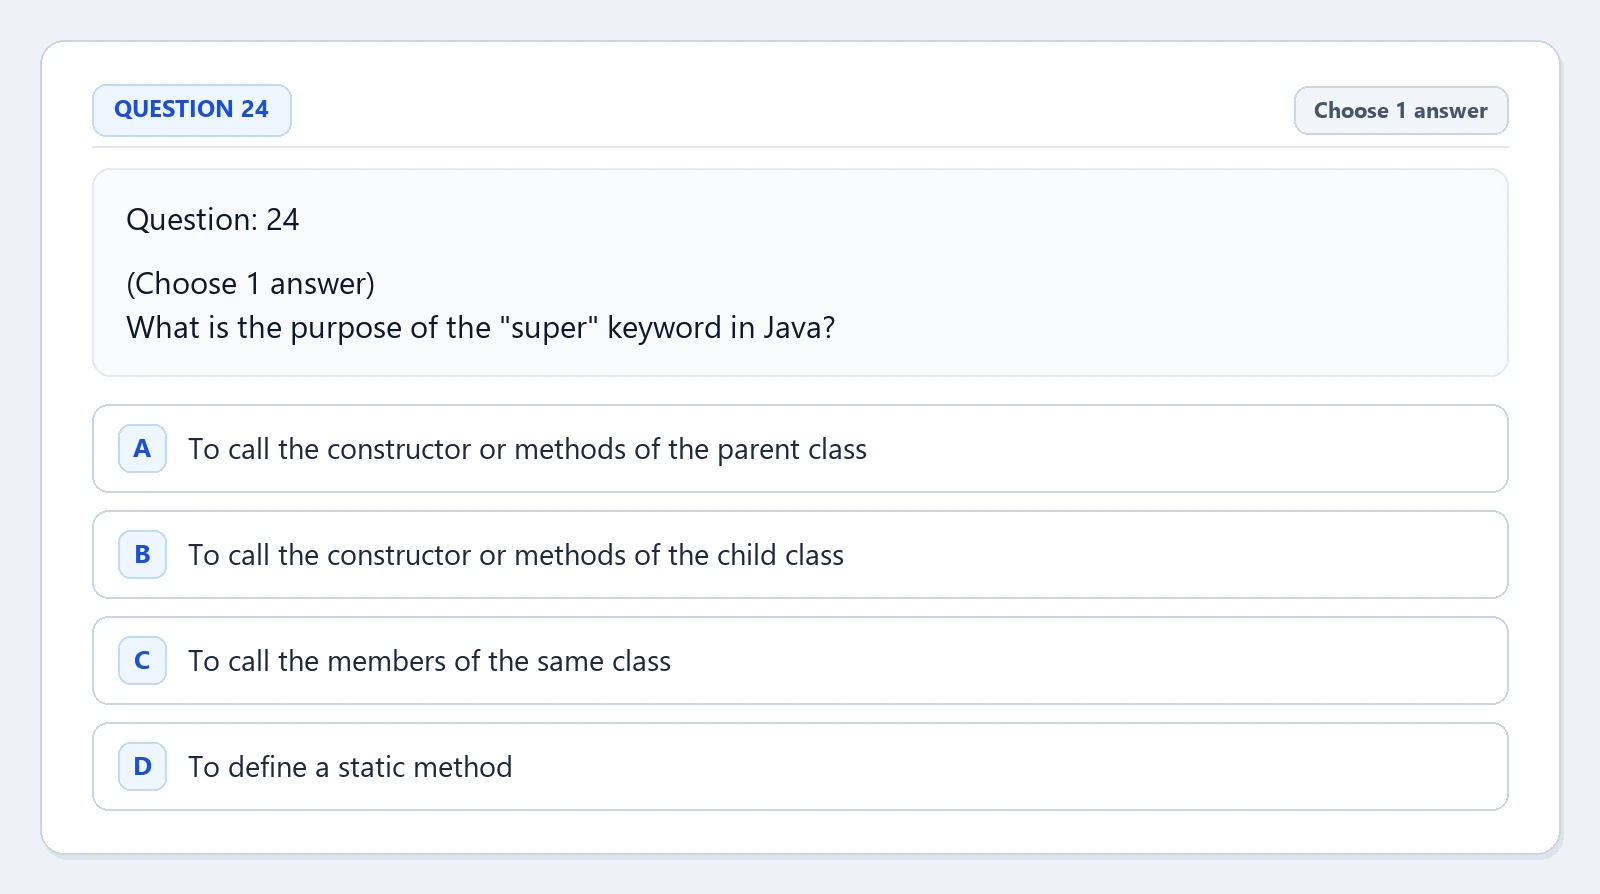 QUESTION 24
Choose 1 answer
Question: 24
(Choose 1 answer)
What is the purpose of the "super" keyword in Java?
A To call the constructor or methods of the parent class
B To call the constructor or methods of the child class
C To call the members of the same class
D To define a static method